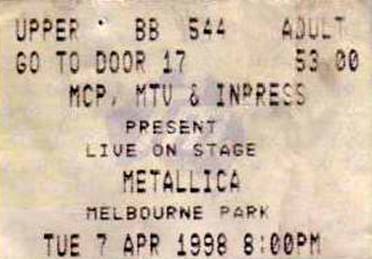 UPPER BB 544 ADULT
GO TO DOOR 17 53 00
MCP, MTV & INPRESS
PRESENT
LIVE ON STAGE
METALLICA
MELBOURNE PARK
TUE 7 APR 1998 8:00PM